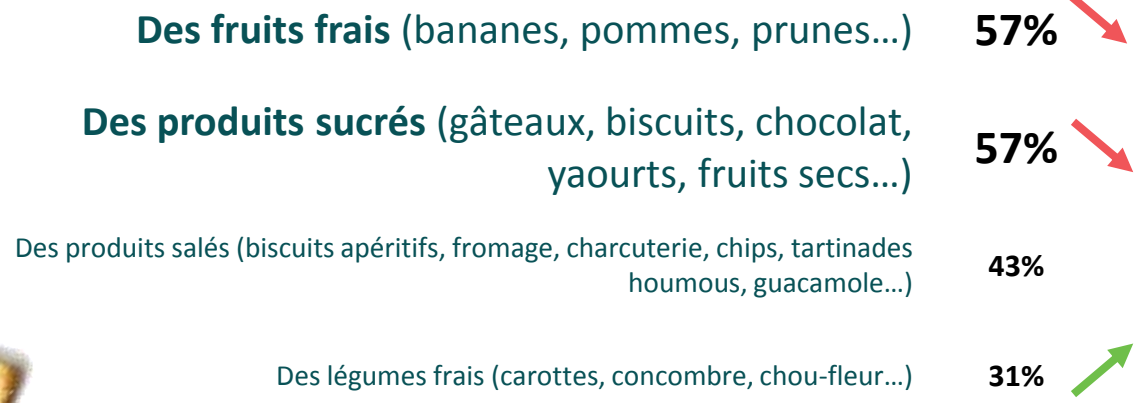 Des fruits frais (bananes, pommes, prunes…) 57%
Des produits sucrés (gâteaux, biscuits, chocolat,
yaourts, fruits secs…) 57%
Des produits salés (biscuits apéritifs, fromage, charcuterie, chips, tartinades
houmous, guacamole…) 43%
Des légumes frais (carottes, concombre, chou-fleur…) 31%